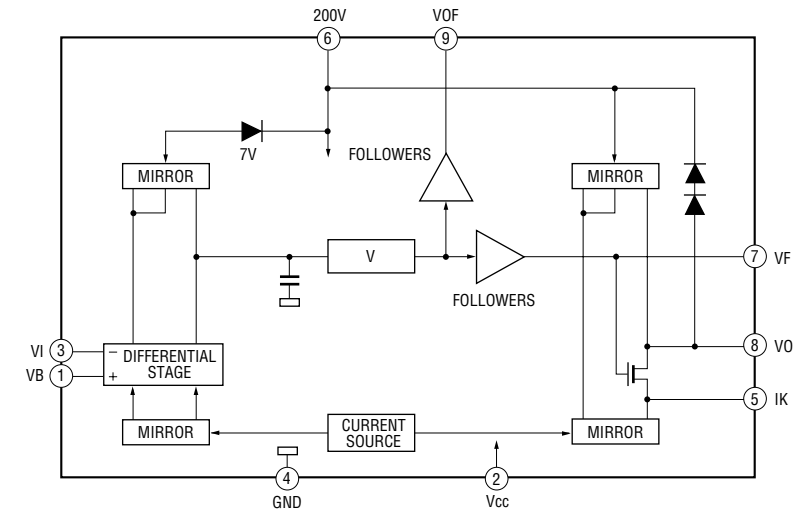 200V
VOF
6
9
7V
FOLLOWERS
MIRROR
MIRROR
V
7
VF
FOLLOWERS
VI
3
−
DIFFERENTIAL
STAGE
8
VO
VB
1
+
5
IK
MIRROR
CURRENT
SOURCE
MIRROR
4
2
GND
Vcc